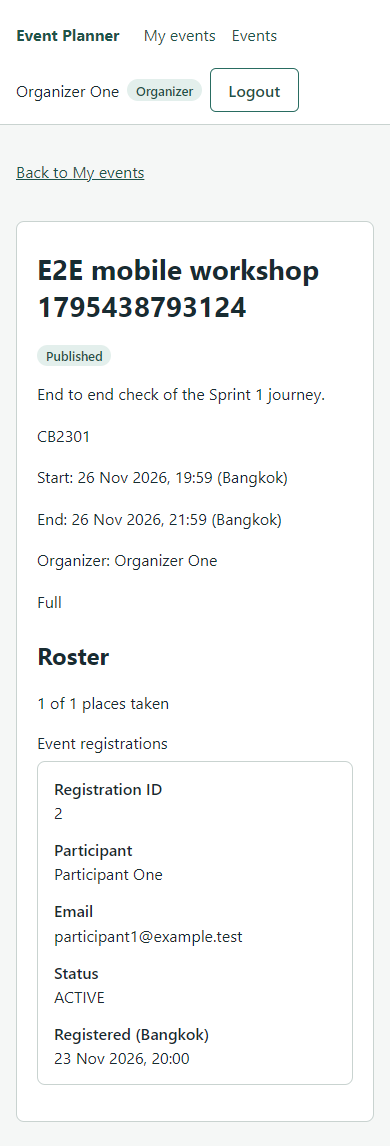 Event Planner My events Events
Organizer One Organizer Logout
Back to My events
E2E mobile workshop
1795438793124
Published
End to end check of the Sprint 1 journey.
CB2301
Start: 26 Nov 2026, 19:59 (Bangkok)
End: 26 Nov 2026, 21:59 (Bangkok)
Organizer: Organizer One
Full
Roster
1 of 1 places taken
Event registrations
Registration ID
2
Participant
Participant One
Email
participant1@example.test
Status
ACTIVE
Registered (Bangkok)
23 Nov 2026, 20:00